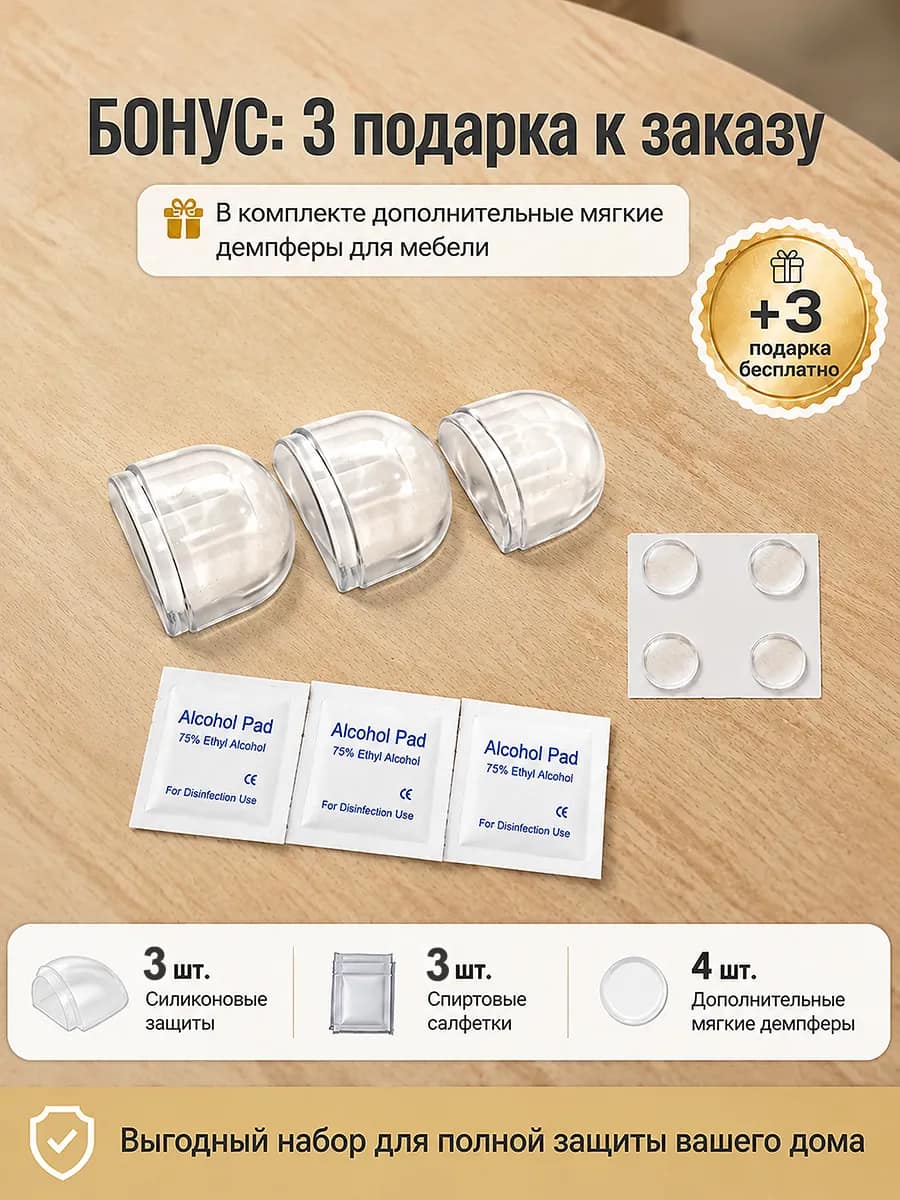 БОНУС: 3 подарка к заказу
В комплекте дополнительные мягкие
демпферы для мебели
+3
подарка
бесплатно
Alcohol Pad
75% Ethyl Alcohol
CE
For Disinfection Use
Alcohol Pad
75% Ethyl Alcohol
CE
For Disinfection Use
Alcohol Pad
75% Ethyl Alcohol
CE
For Disinfection Use
3 шт.
Силиконовые
защиты
3 шт.
Спиртовые
салфетки
4 шт.
Дополнительные
мягкие демпферы
Выгодный набор для полной защиты вашего дома